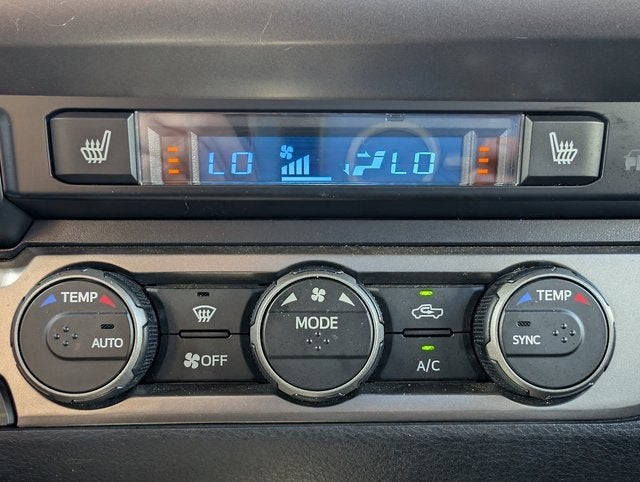 LO LO
TEMP MODE TEMP
AUTO OFF A/C SYNC